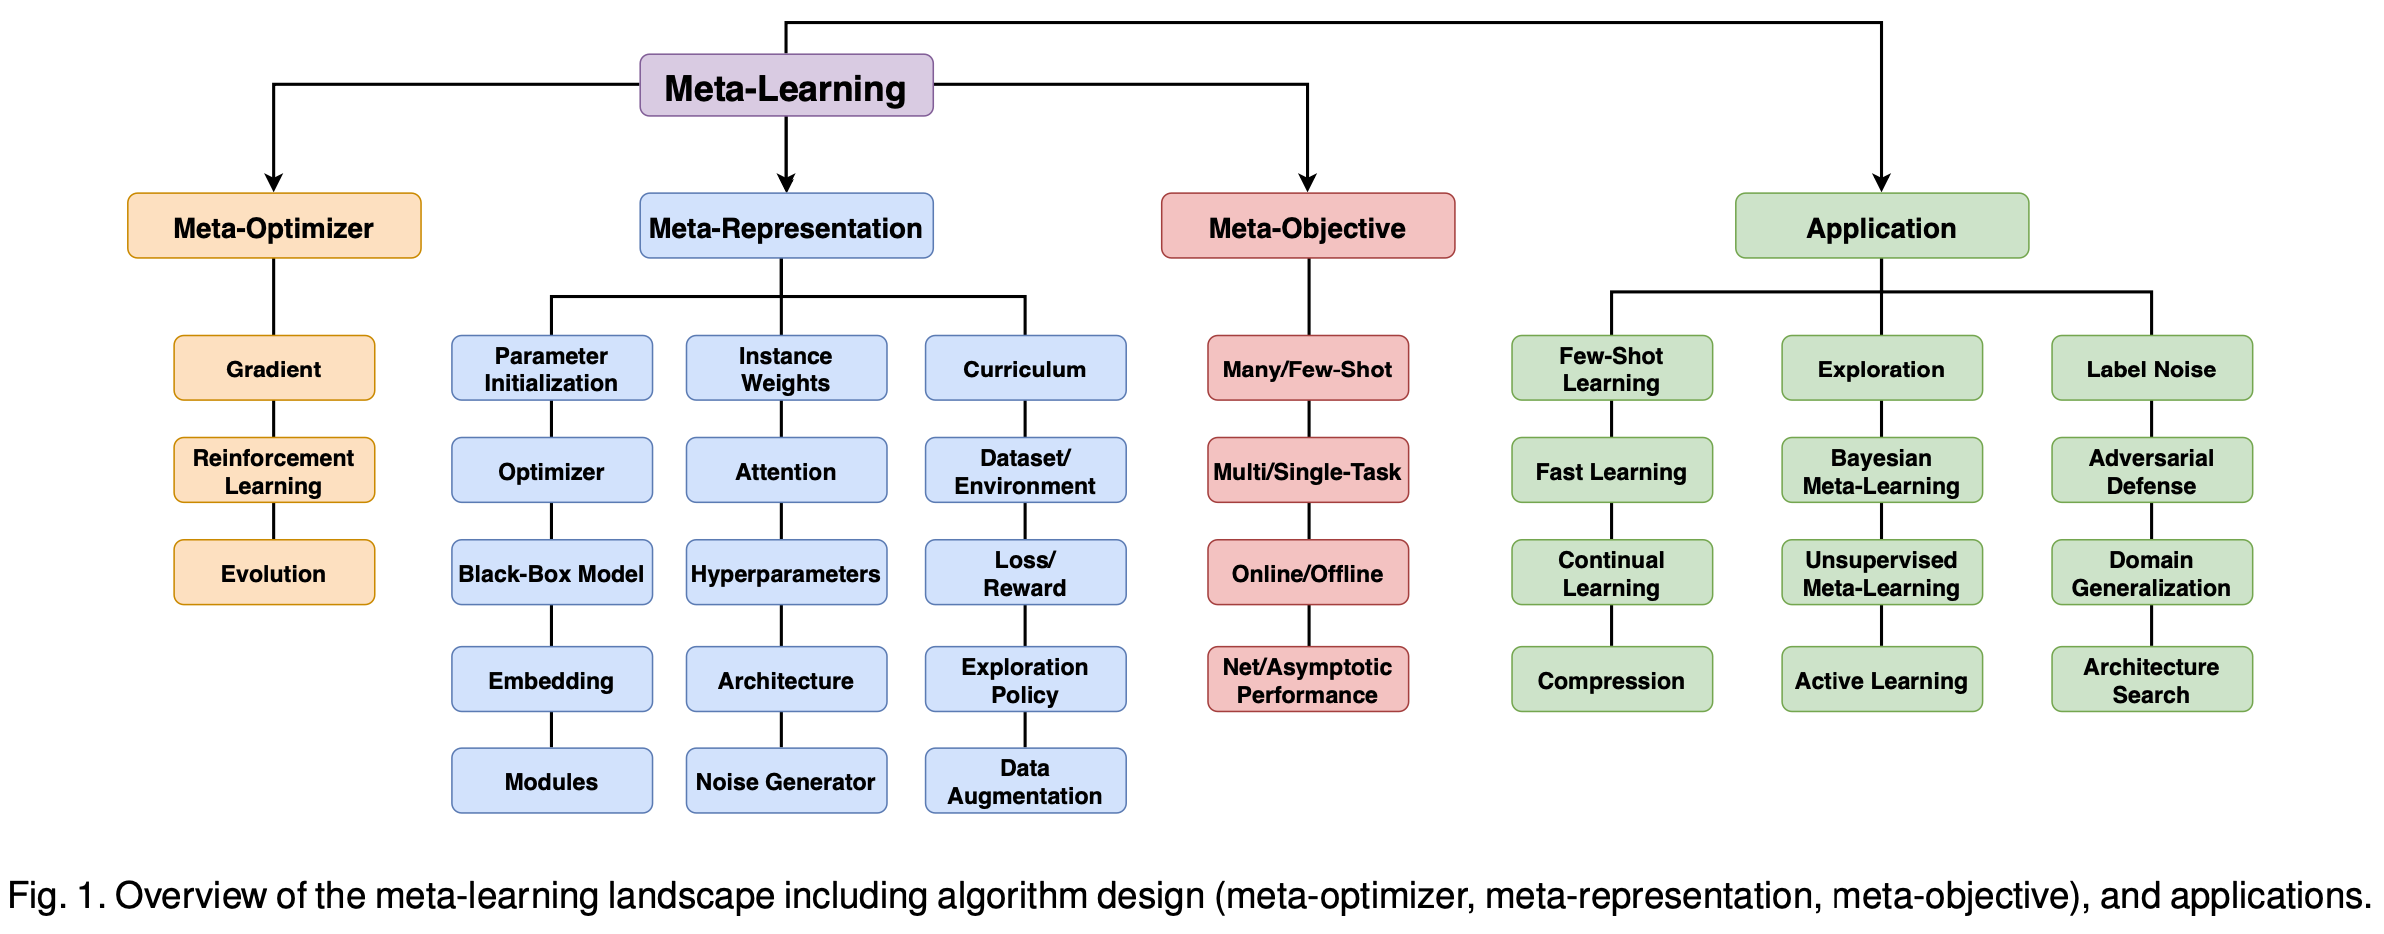 Meta-Learning
Meta-Optimizer
Meta-Representation
Meta-Objective
Application
Gradient
Reinforcement
Learning
Evolution
Parameter
Initialization
Optimizer
Black-Box Model
Embedding
Modules
Instance
Weights
Attention
Hyperparameters
Architecture
Noise Generator
Curriculum
Dataset/
Environment
Loss/
Reward
Exploration
Policy
Data
Augmentation
Many/Few-Shot
Multi/Single-Task
Online/Offline
Net/Asymptotic
Performance
Few-Shot
Learning
Fast Learning
Continual
Learning
Compression
Exploration
Bayesian
Meta-Learning
Unsupervised
Meta-Learning
Active Learning
Label Noise
Adversarial
Defense
Domain
Generalization
Architecture
Search
Fig. 1. Overview of the meta-learning landscape including algorithm design (meta-optimizer, meta-representation, meta-objective), and applications.